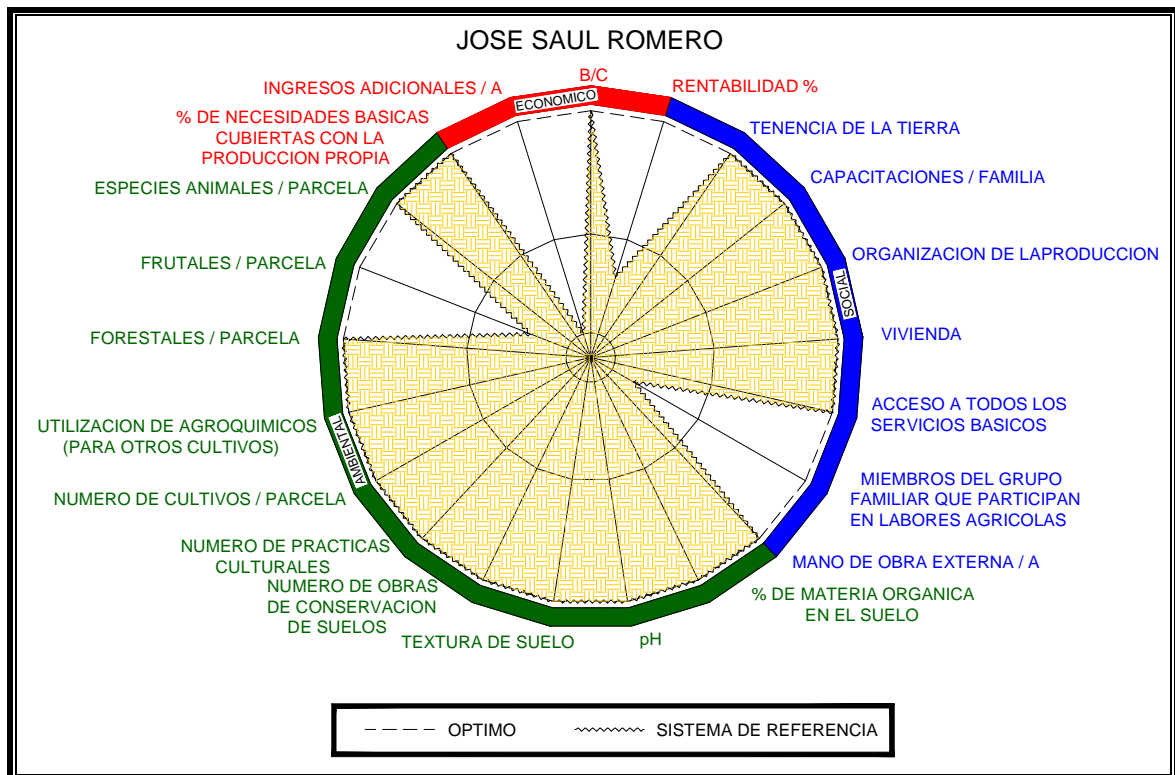 JOSE SAUL ROMERO
B/C
RENTABILIDAD %
TENENCIA DE LA TIERRA
CAPACITACIONES / FAMILIA
ORGANIZACION DE LAPRODUCCION
VIVIENDA
ACCESO A TODOS LOS
SERVICIOS BASICOS
MIEMBROS DEL GRUPO
FAMILIAR QUE PARTICIPAN
EN LABORES AGRICOLAS
MANO DE OBRA EXTERNA / A
% DE MATERIA ORGANICA
EN EL SUELO
pH
TEXTURA DE SUELO
NUMERO DE OBRAS
DE CONSERVACION
DE SUELOS
NUMERO DE PRACTICAS
CULTURALES
NUMERO DE CULTIVOS / PARCELA
UTILIZACION DE AGROQUIMICOS
(PARA OTROS CULTIVOS)
FORESTALES / PARCELA
FRUTALES / PARCELA
ESPECIES ANIMALES / PARCELA
% DE NECESIDADES BASICAS
CUBIERTAS CON LA
PRODUCCION PROPIA
INGRESOS ADICIONALES / A
ECONOMICO
SOCIAL
AMBIENTAL
OPTIMO
SISTEMA DE REFERENCIA